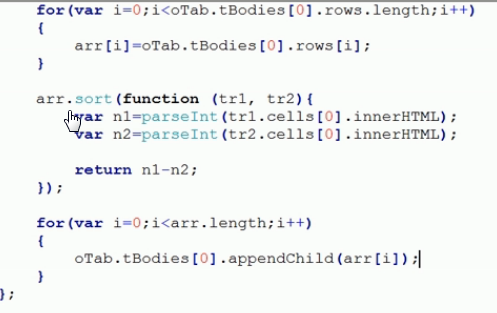 for(var i=0;i<oTab.tBodies[0].rows.length;i++)
{
arr[i]=oTab.tBodies[0].rows[i];
}
arr.sort(function (tr1, tr2){
var n1=parseInt(tr1.cells[0].innerHTML);
var n2=parseInt(tr2.cells[0].innerHTML);
return n1-n2;
});
for(var i=0;i<arr.length;i++)
{
oTab.tBodies[0].appendChild(arr[i]);
}
};